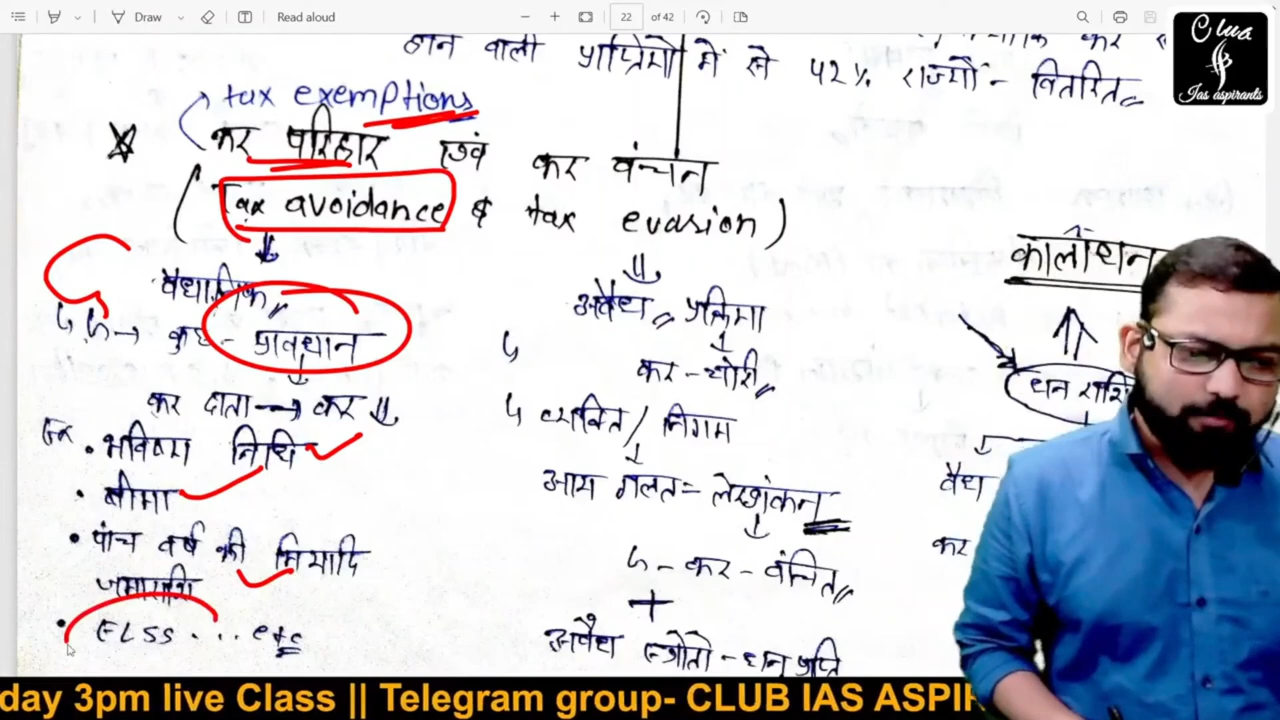 Draw
Read aloud
22 of 42
Club
Ias aspirants
वाली प्राप्तियों में से 42% राज्यों - वितरित
tax exemptions
कर परिहार एवं कर वंचन
(Tax avoidance & tax evasion)
वैधानिक
कुछ - प्रावधान
कर दाता → कर ⇓
Ex
• भविष्य निधि
• बीमा
• पांच वर्ष की मियादि
जमाराशि
• ELSS ... etc
अवैध प्रक्रिया
कर - चोरी
व्यक्ति / निगम
आय गलत = लेखांकन
कर - वंचित
+
अवैध स्त्रोतो - धन प्राप्ति
कालाधन
धन राशि
वैध
कर
day 3pm live Class || Telegram group- CLUB IAS ASPI